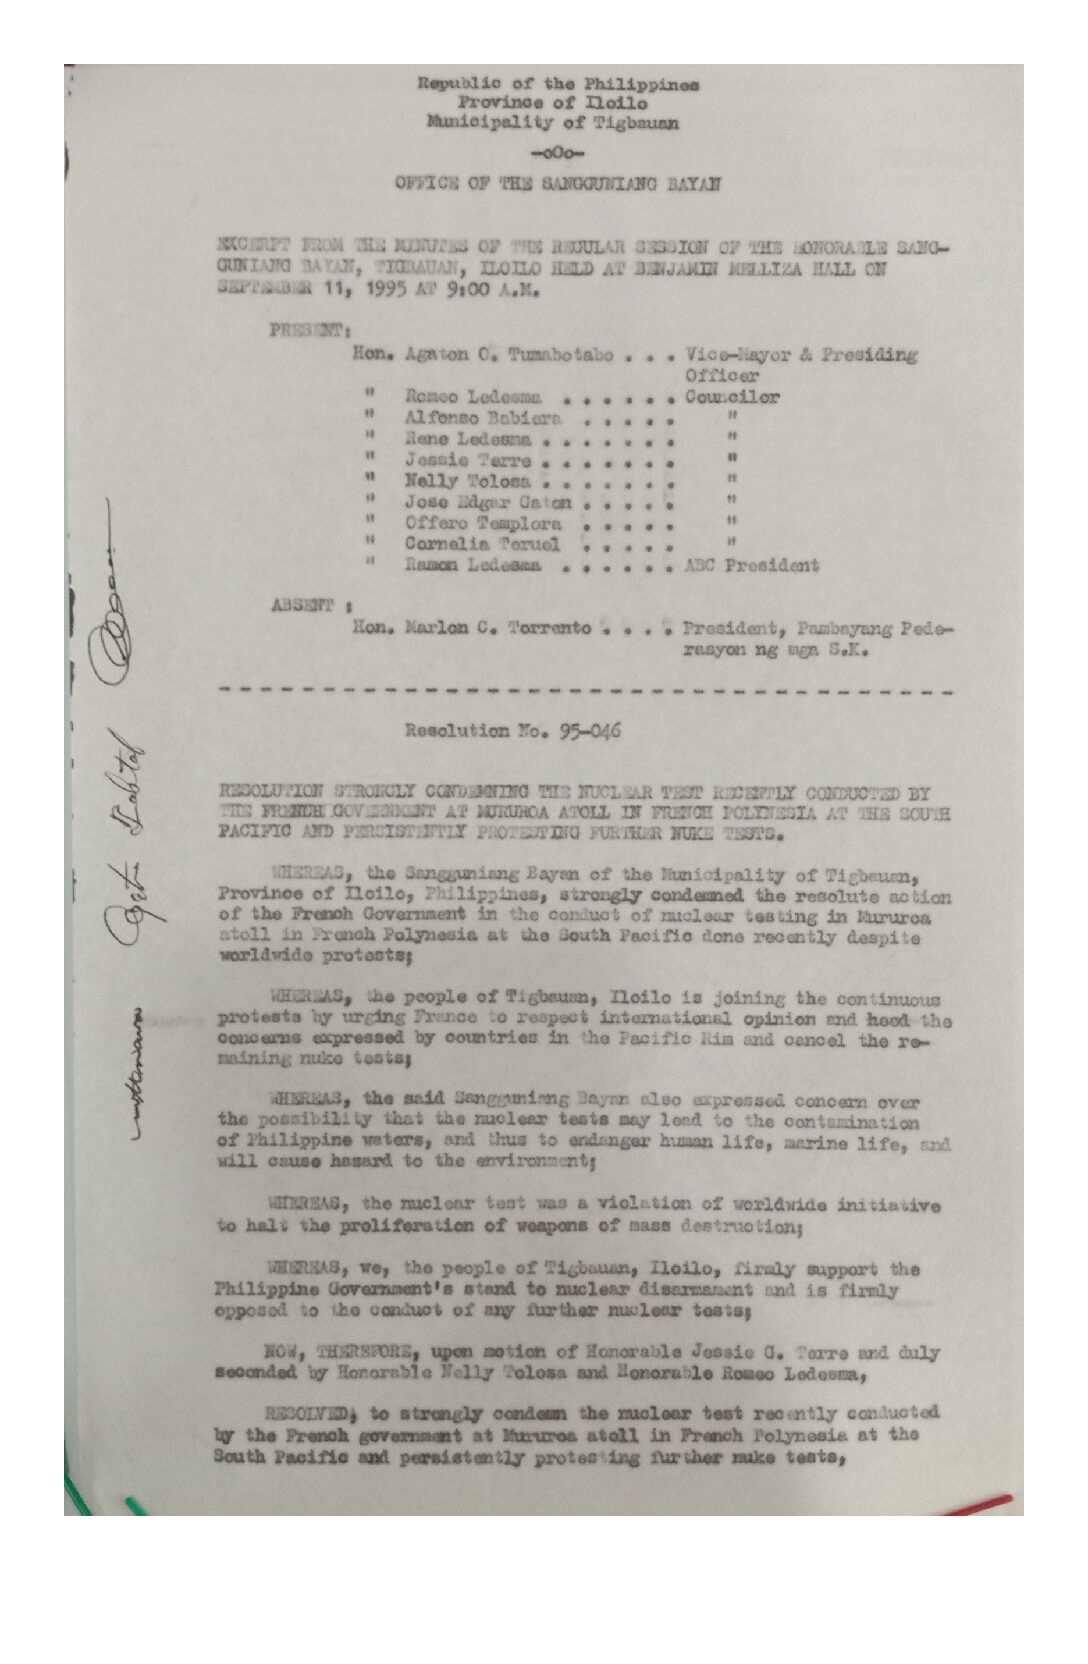 Republic of the Philippines
Province of Iloilo
Municipality of Tigbauan
-oOo-
OFFICE OF THE SANGGUNIANG BAYAN
EXCERPT FROM THE MINUTES OF THE REGULAR SESSION OF THE HONORABLE SANG-
GUNIANG BAYAN, TIGBAUAN, ILOILO HELD AT BENJAMIN MELLIZA HALL ON
SEPTEMBER 11, 1995 AT 9:00 A.M.
PRESENT:
Hon. Agaton O. Tumabotabo . . . Vice-Mayor & Presiding
Officer
" Romeo Ledesma . . . . . . Councilor
" Alfonso Babiera . . . . . "
" Rene Ledesma . . . . . . . "
" Jessie Terre . . . . . . . "
" Nelly Tolosa . . . . . . . "
" Jose Edgar Gaton . . . . . "
" Offero Templora . . . . . "
" Cornelia Teruel . . . . . "
" Ramon Ledesma . . . . . . ABC President
ABSENT :
Hon. Marlon C. Torrento . . . . President, Pambayang Pede-
rasyon ng mga S.K.
Resolution No. 95-046
RESOLUTION STRONGLY CONDEMNING THE NUCLEAR TEST RECENTLY CONDUCTED BY
THE FRENCH GOVERNMENT AT MURUROA ATOLL IN FRENCH POLYNESIA AT THE SOUTH
PACIFIC AND PERSISTENTLY PROTESTING FURTHER NUKE TESTS.
WHEREAS, the Sangguniang Bayan of the Municipality of Tigbauan,
Province of Iloilo, Philippines, strongly condemned the resolute action
of the French Government in the conduct of nuclear testing in Mururoa
atoll in French Polynesia at the South Pacific done recently despite
worldwide protests;
WHEREAS, the people of Tigbauan, Iloilo is joining the continuous
protests by urging France to respect international opinion and heed the
concerns expressed by countries in the Pacific Rim and cancel the re-
maining nuke tests;
WHEREAS, the said Sangguniang Bayan also expressed concern over
the possibility that the nuclear tests may lead to the contamination
of Philippine waters, and thus to endanger human life, marine life, and
will cause hasard to the environment;
WHEREAS, the nuclear test was a violation of worldwide initiative
to halt the proliferation of weapons of mass destruction;
WHEREAS, we, the people of Tigbauan, Iloilo, firmly support the
Philippine Government's stand to nuclear disarmament and is firmly
opposed to the conduct of any further nuclear tests;
NOW, THEREFORE, upon motion of Honorable Jessie G. Terre and duly
seconded by Honorable Nelly Tolosa and Honorable Romeo Ledesma,
RESOLVED, to strongly condemn the nuclear test recently conducted
by the French government at Mururoa atoll in French Polynesia at the
South Pacific and persistently protesting further nuke tests,